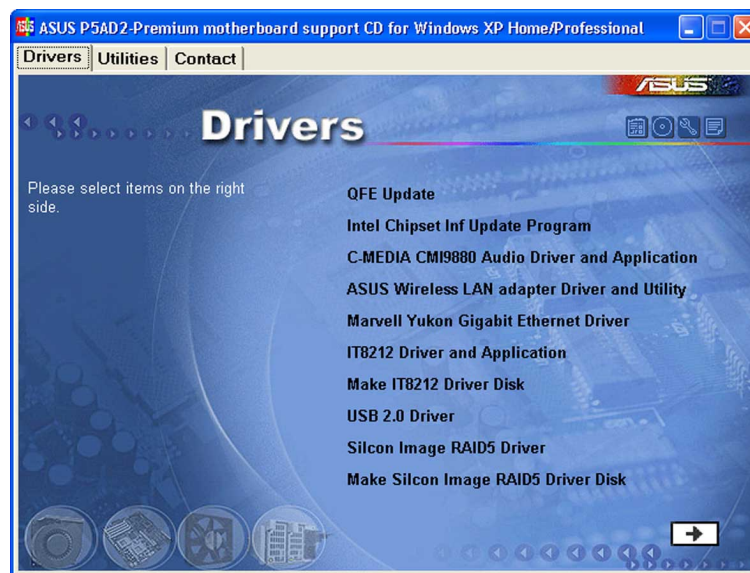 ASUS P5AD2-Premium motherboard support CD for Windows XP Home/Professional
Drivers Utilities Contact
ASUS
Drivers
Please select items on the right
side.
QFE Update
Intel Chipset Inf Update Program
C-MEDIA CMI9880 Audio Driver and Application
ASUS Wireless LAN adapter Driver and Utility
Marvell Yukon Gigabit Ethernet Driver
IT8212 Driver and Application
Make IT8212 Driver Disk
USB 2.0 Driver
Silcon Image RAID5 Driver
Make Silcon Image RAID5 Driver Disk